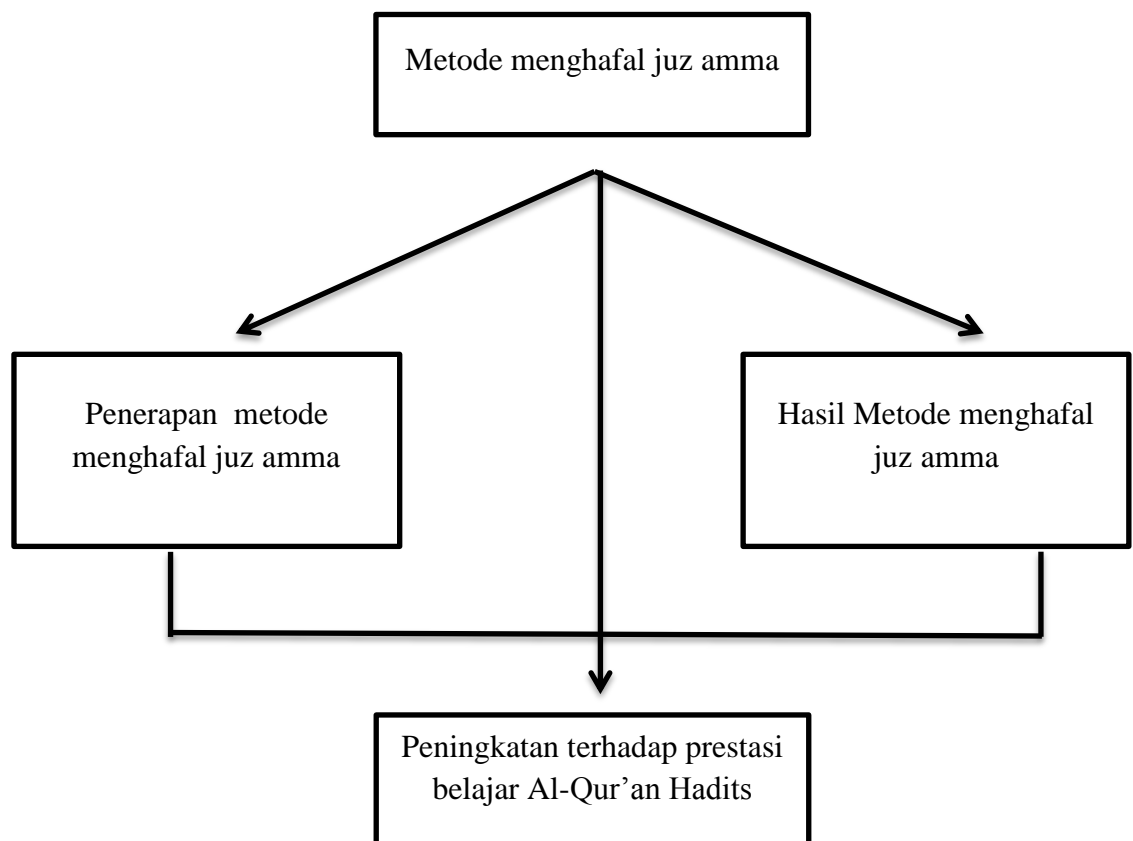 Metode menghafal juz amma
Penerapan metode
menghafal juz amma
Hasil Metode menghafal
juz amma
Peningkatan terhadap prestasi
belajar Al-Qur’an Hadits